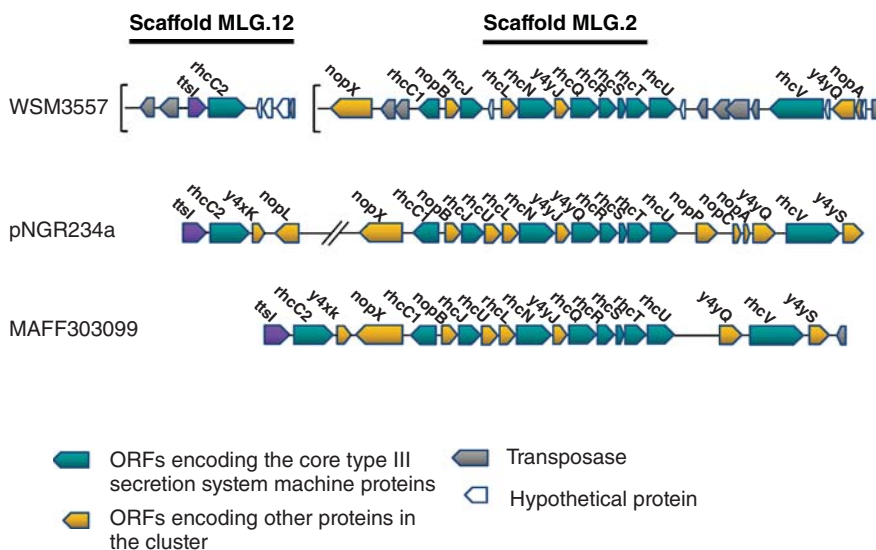 Scaffold MLG.12 Scaffold MLG.2
ttsI rhcC2 nopX rhcC1 nopB rhcJ rhcL rhcN y4yJ rhcQ rhcR rhcS rhcT rhcU rhcV y4yQ nopA
WSM3557
ttsI rhcC2 y4xK nopL nopX rhcC1 nopB rhcJ rhcU rhcL rhcN y4yJ y4yQ rhcR rhcS rhcT rhcU nopP nopC nopA y4yQ rhcV y4yS
pNGR234a
ttsI rhcC2 y4xk nopX rhcC1 nopB rhcJ rhcU rhcL rhcN y4yJ rhcQ rhcR rhcS rhcT rhcU y4yQ rhcV y4yS
MAFF303099
ORFs encoding the core type III
secretion system machine proteins
ORFs encoding other proteins in
the cluster
Transposase
Hypothetical protein